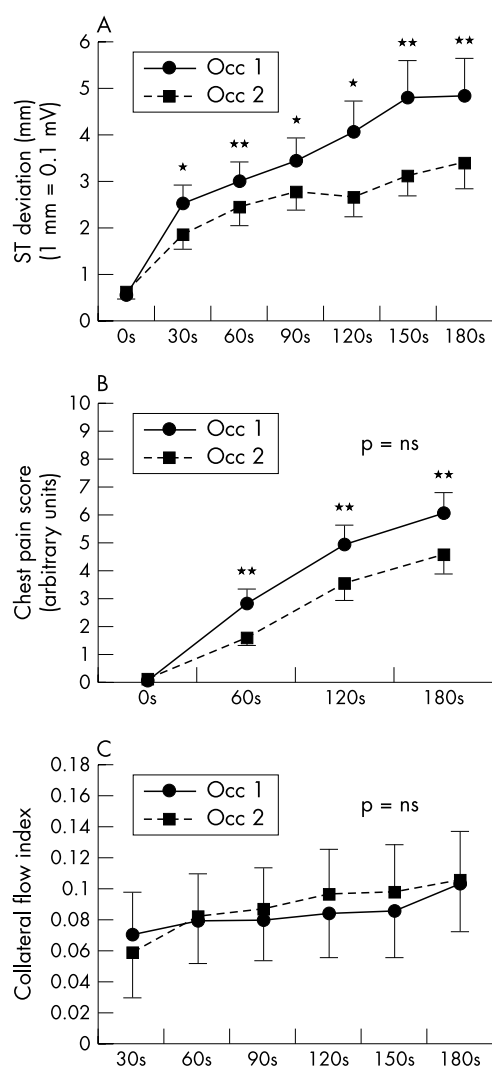 A
6
5
4
3
2
1
0
ST deviation (mm)
(1 mm = 0.1 mV)
Occ 1
Occ 2
★
★★
★
★
★★
★★
0s 30s 60s 90s 120s 150s 180s
B
10
9
8
7
6
5
4
3
2
1
0
Chest pain score
(arbitrary units)
Occ 1
Occ 2
p = ns
★★
★★
★★
0s 60s 120s 180s
C
0.18
0.16
0.14
0.12
0.1
0.08
0.06
0.04
0.02
0
Collateral flow index
Occ 1
Occ 2
p = ns
30s 60s 90s 120s 150s 180s